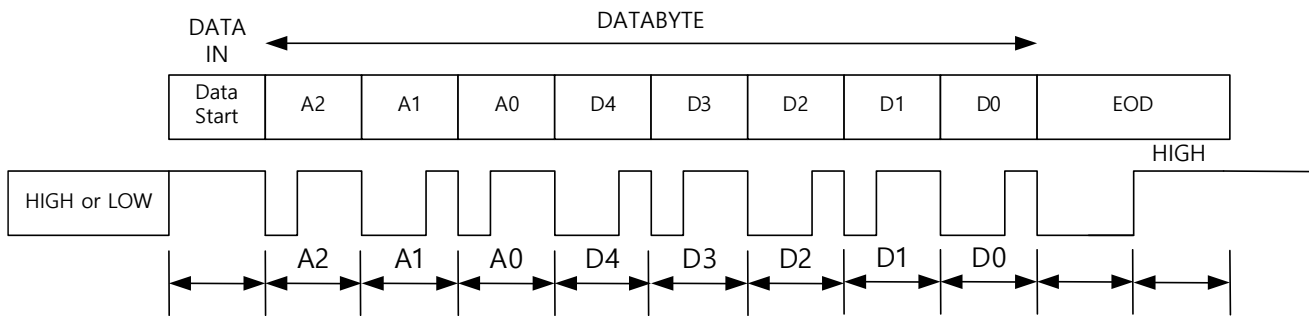 DATA
IN
DATABYTE
Data
Start
A2
A1
A0
D4
D3
D2
D1
D0
EOD
HIGH
HIGH or LOW
A2
A1
A0
D4
D3
D2
D1
D0